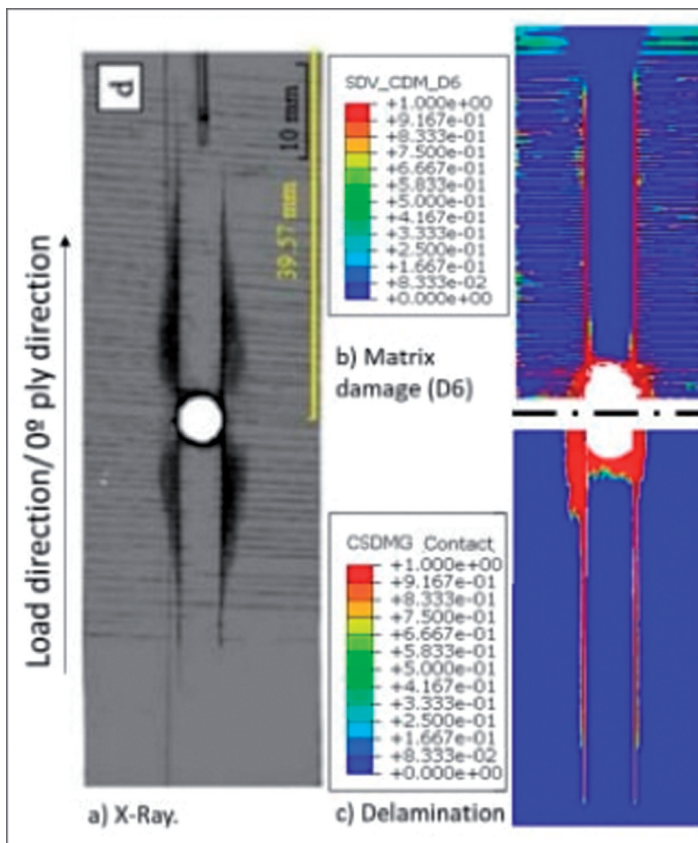 Load direction/ 0º ply direction
d
10 mm
39.57 mm
a) X-Ray.
SDV_CDM_D6
+1.000e+00
+9.167e-01
+8.333e-01
+7.500e-01
+6.667e-01
+5.833e-01
+5.000e-01
+4.167e-01
+3.333e-01
+2.500e-01
+1.667e-01
+8.333e-02
+0.000e+00
b) Matrix
damage (D6)
CSDMG_Contact
+1.000e+00
+9.167e-01
+8.333e-01
+7.500e-01
+6.667e-01
+5.833e-01
+5.000e-01
+4.167e-01
+3.333e-01
+2.500e-01
+1.667e-01
+8.333e-02
+0.000e+00
c) Delamination